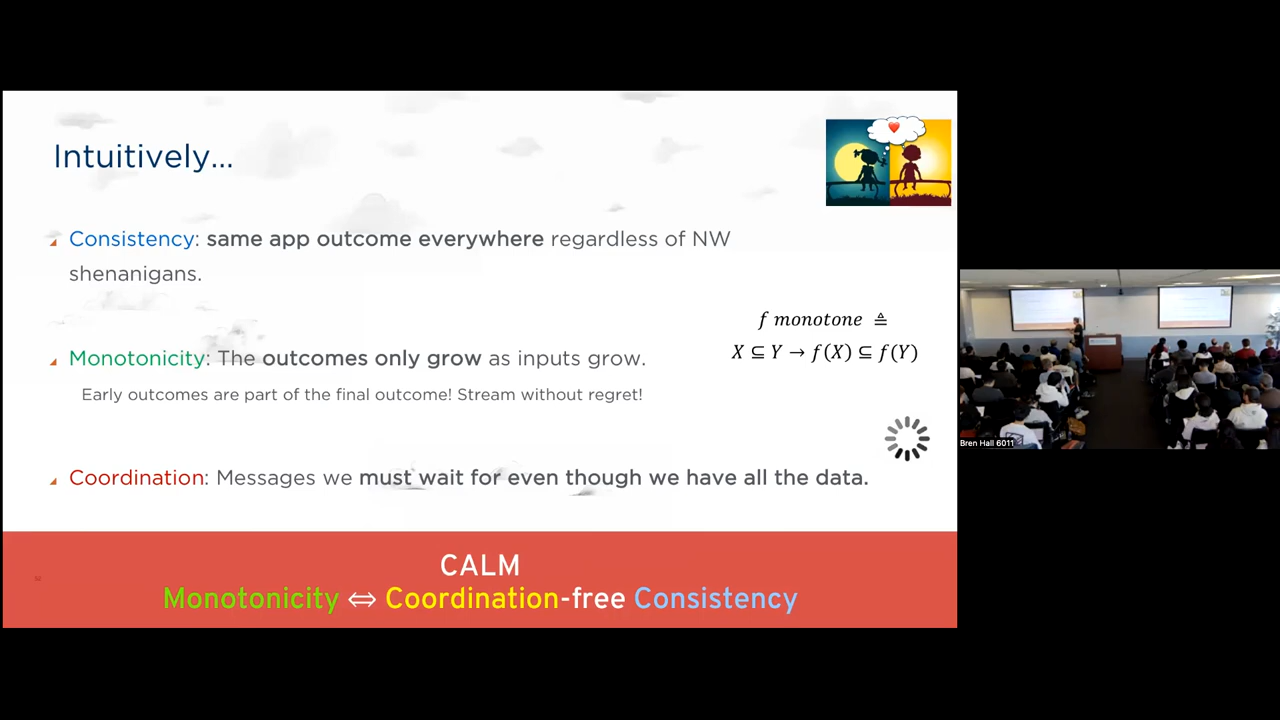 Intuitively...
Consistency: same app outcome everywhere regardless of NW
shenanigans.
f monotone ≜
X ⊆ Y → f(X) ⊆ f(Y)
Monotonicity: The outcomes only grow as inputs grow.
Early outcomes are part of the final outcome! Stream without regret!
Coordination: Messages we must wait for even though we have all the data.
CALM
Monotonicity ⇔ Coordination-free Consistency
Bren Hall 6011